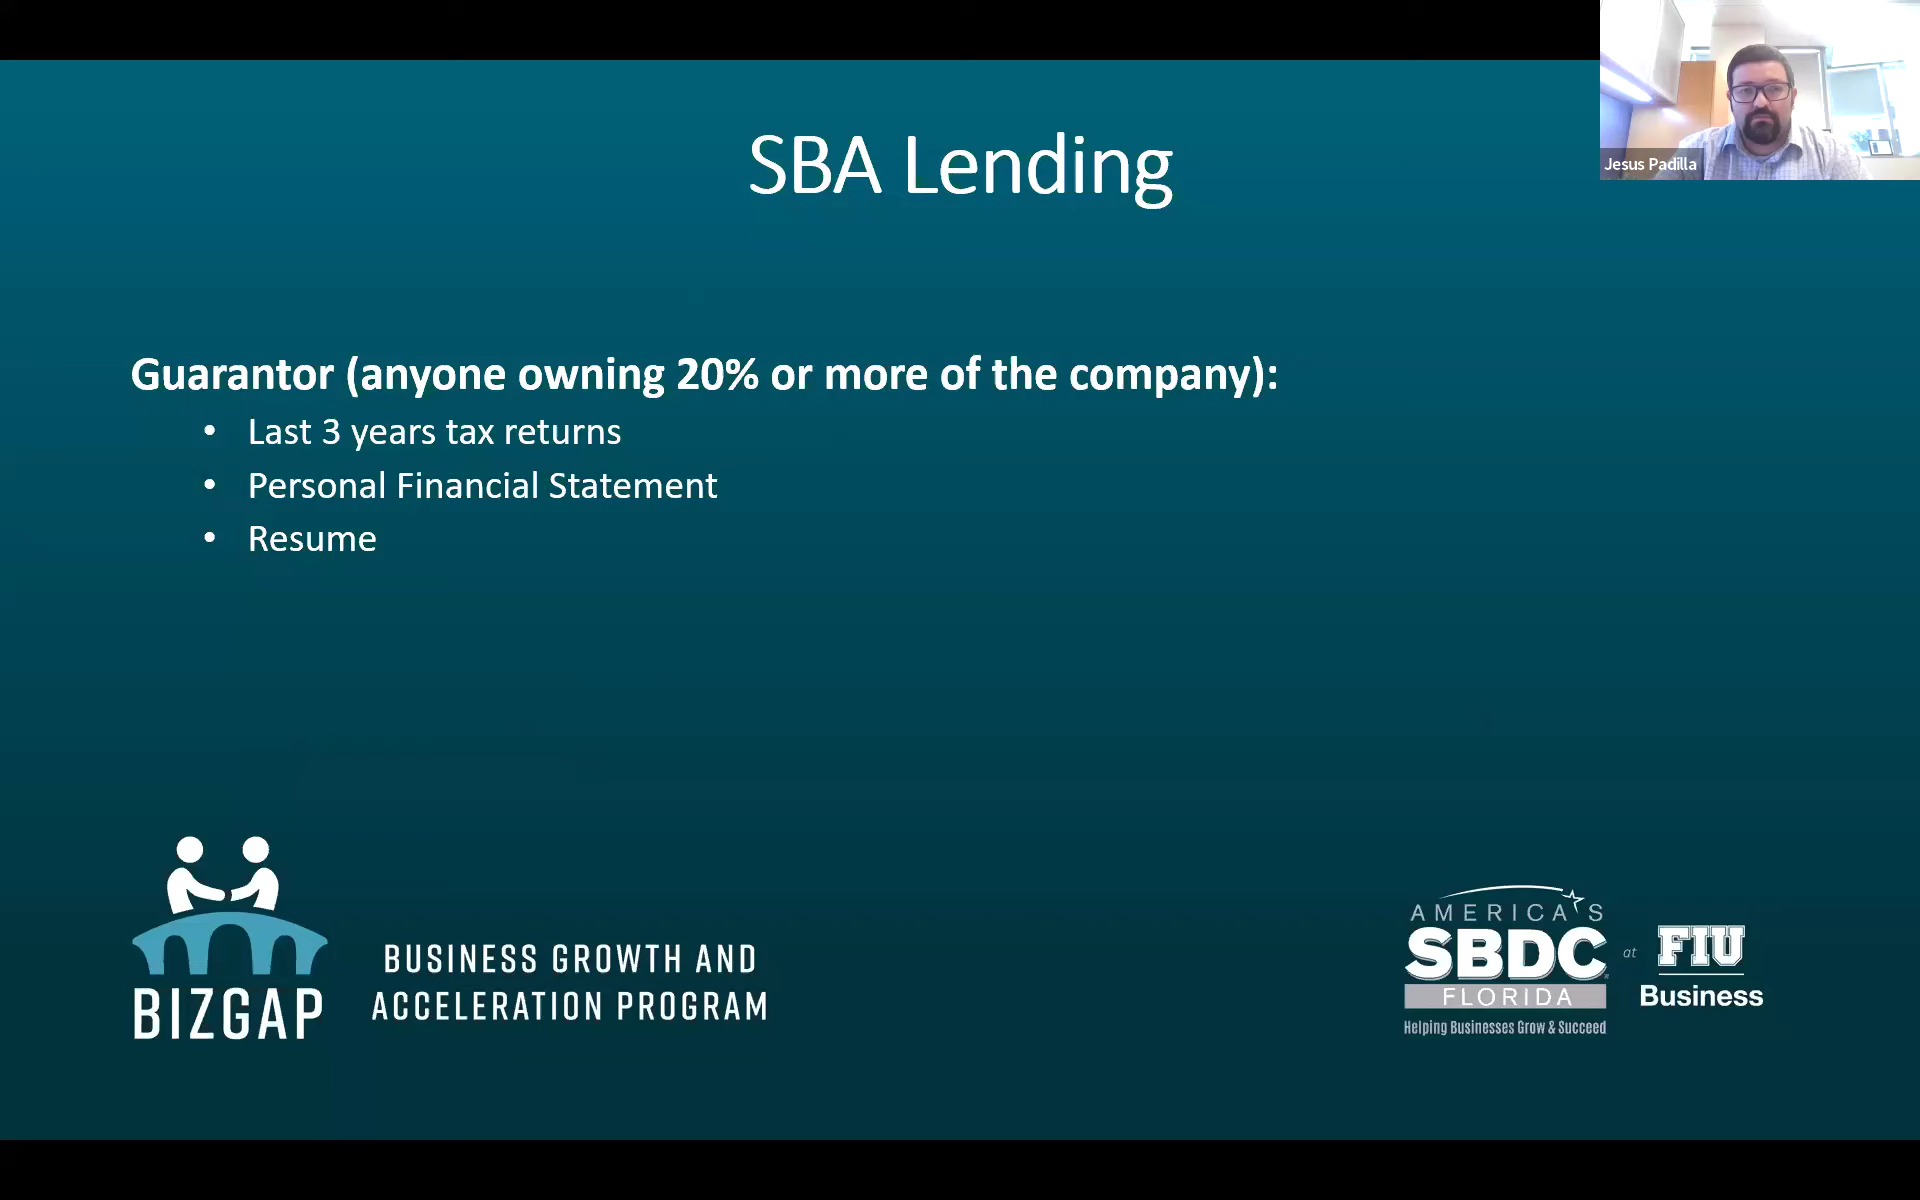 SBA Lending
Jesus Padilla
Guarantor (anyone owning 20% or more of the company):
• Last 3 years tax returns
• Personal Financial Statement
• Resume
BIZGAP
BUSINESS GROWTH AND
ACCELERATION PROGRAM
AMERICA'S
SBDC
FLORIDA
Helping Businesses Grow & Succeed
at
FIU
Business